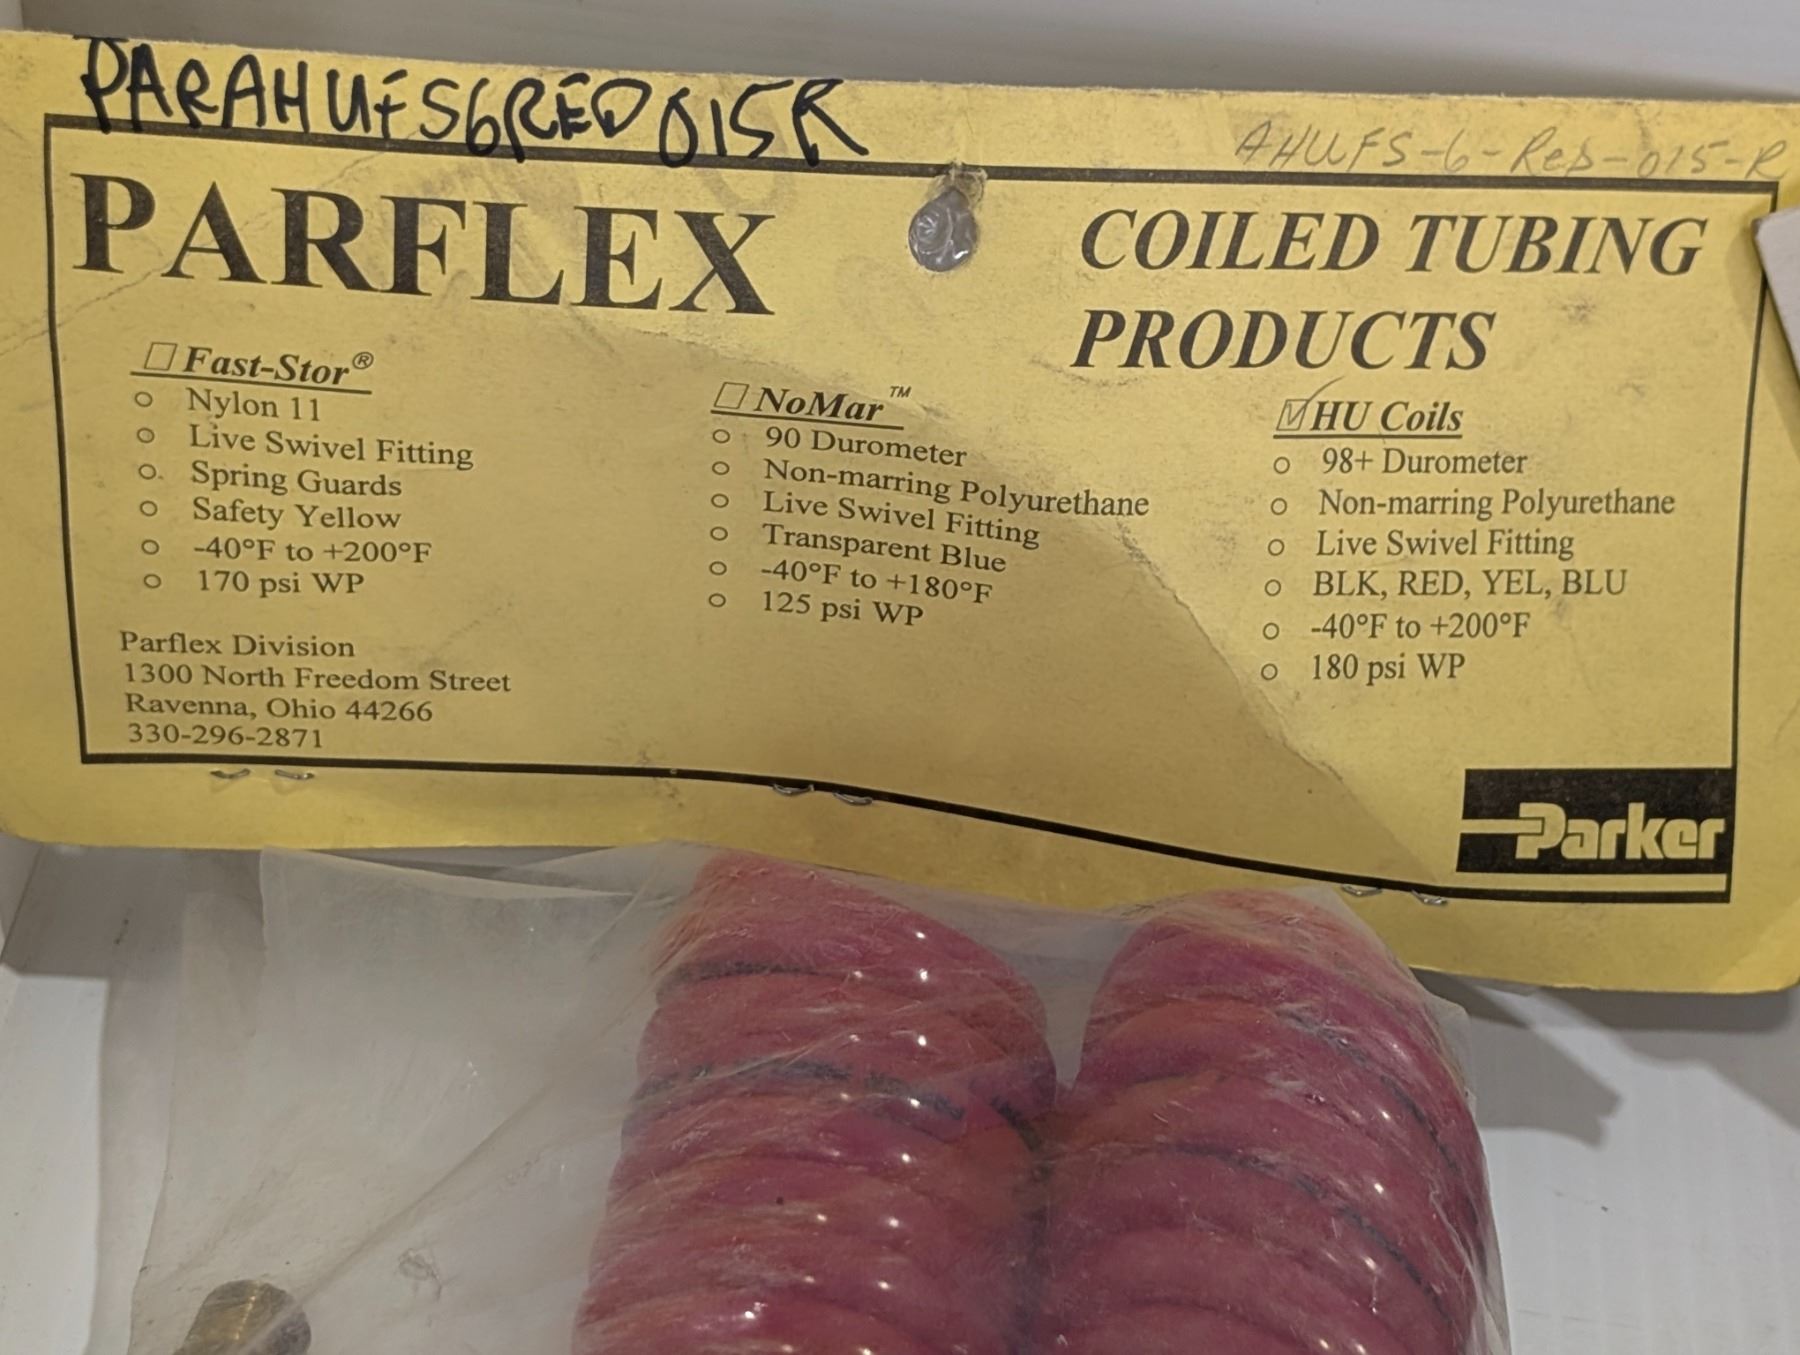 PARAHUFS6RED015R
AHUFS-6-Red-015-R
PARFLEX
COILED TUBING
PRODUCTS
Fast-Stor®
Nylon 11
Live Swivel Fitting
Spring Guards
Safety Yellow
-40°F to +200°F
170 psi WP
NoMar™
90 Durometer
Non-marring Polyurethane
Live Swivel Fitting
Transparent Blue
-40°F to +180°F
125 psi WP
HU Coils
98+ Durometer
Non-marring Polyurethane
Live Swivel Fitting
BLK, RED, YEL, BLU
-40°F to +200°F
180 psi WP
Parflex Division
1300 North Freedom Street
Ravenna, Ohio 44266
330-296-2871
Parker